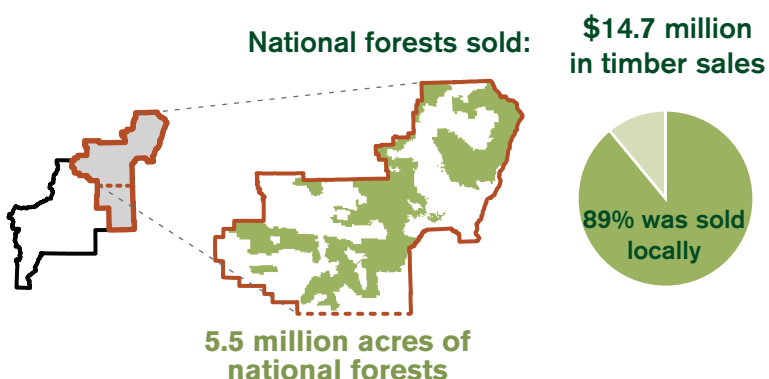 National forests sold:
$14.7 million
in timber sales
89% was sold
locally
5.5 million acres of
national forests